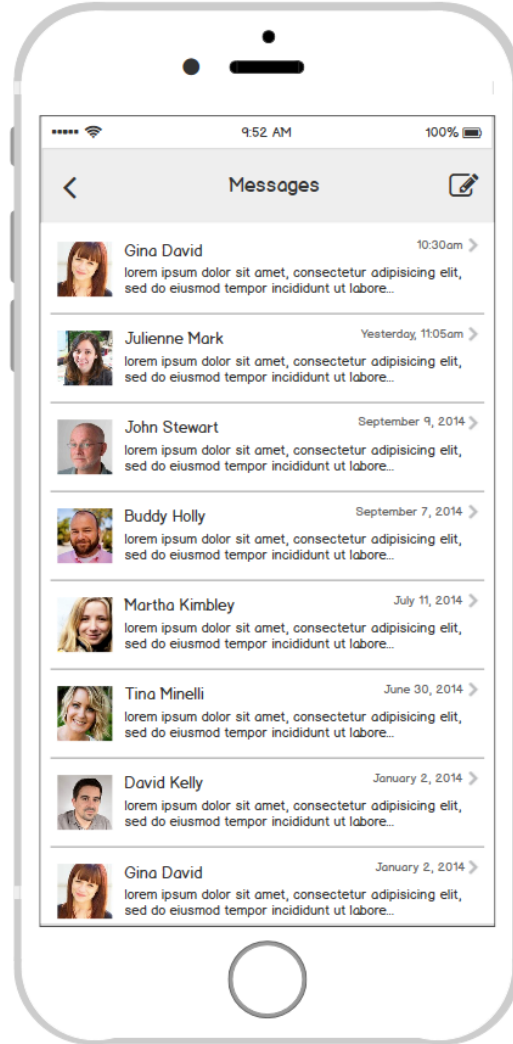 9:52 AM 100%
Messages
Gina David 10:30am
lorem ipsum dolor sit amet, consectetur adipisicing elit,
sed do eiusmod tempor incididunt ut labore...
Julienne Mark Yesterday, 11:05am
lorem ipsum dolor sit amet, consectetur adipisicing elit,
sed do eiusmod tempor incididunt ut labore...
John Stewart September 9, 2014
lorem ipsum dolor sit amet, consectetur adipisicing elit,
sed do eiusmod tempor incididunt ut labore...
Buddy Holly September 7, 2014
lorem ipsum dolor sit amet, consectetur adipisicing elit,
sed do eiusmod tempor incididunt ut labore...
Martha Kimbley July 11, 2014
lorem ipsum dolor sit amet, consectetur adipisicing elit,
sed do eiusmod tempor incididunt ut labore...
Tina Minelli June 30, 2014
lorem ipsum dolor sit amet, consectetur adipisicing elit,
sed do eiusmod tempor incididunt ut labore...
David Kelly January 2, 2014
lorem ipsum dolor sit amet, consectetur adipisicing elit,
sed do eiusmod tempor incididunt ut labore...
Gina David January 2, 2014
lorem ipsum dolor sit amet, consectetur adipisicing elit,
sed do eiusmod tempor incididunt ut labore...